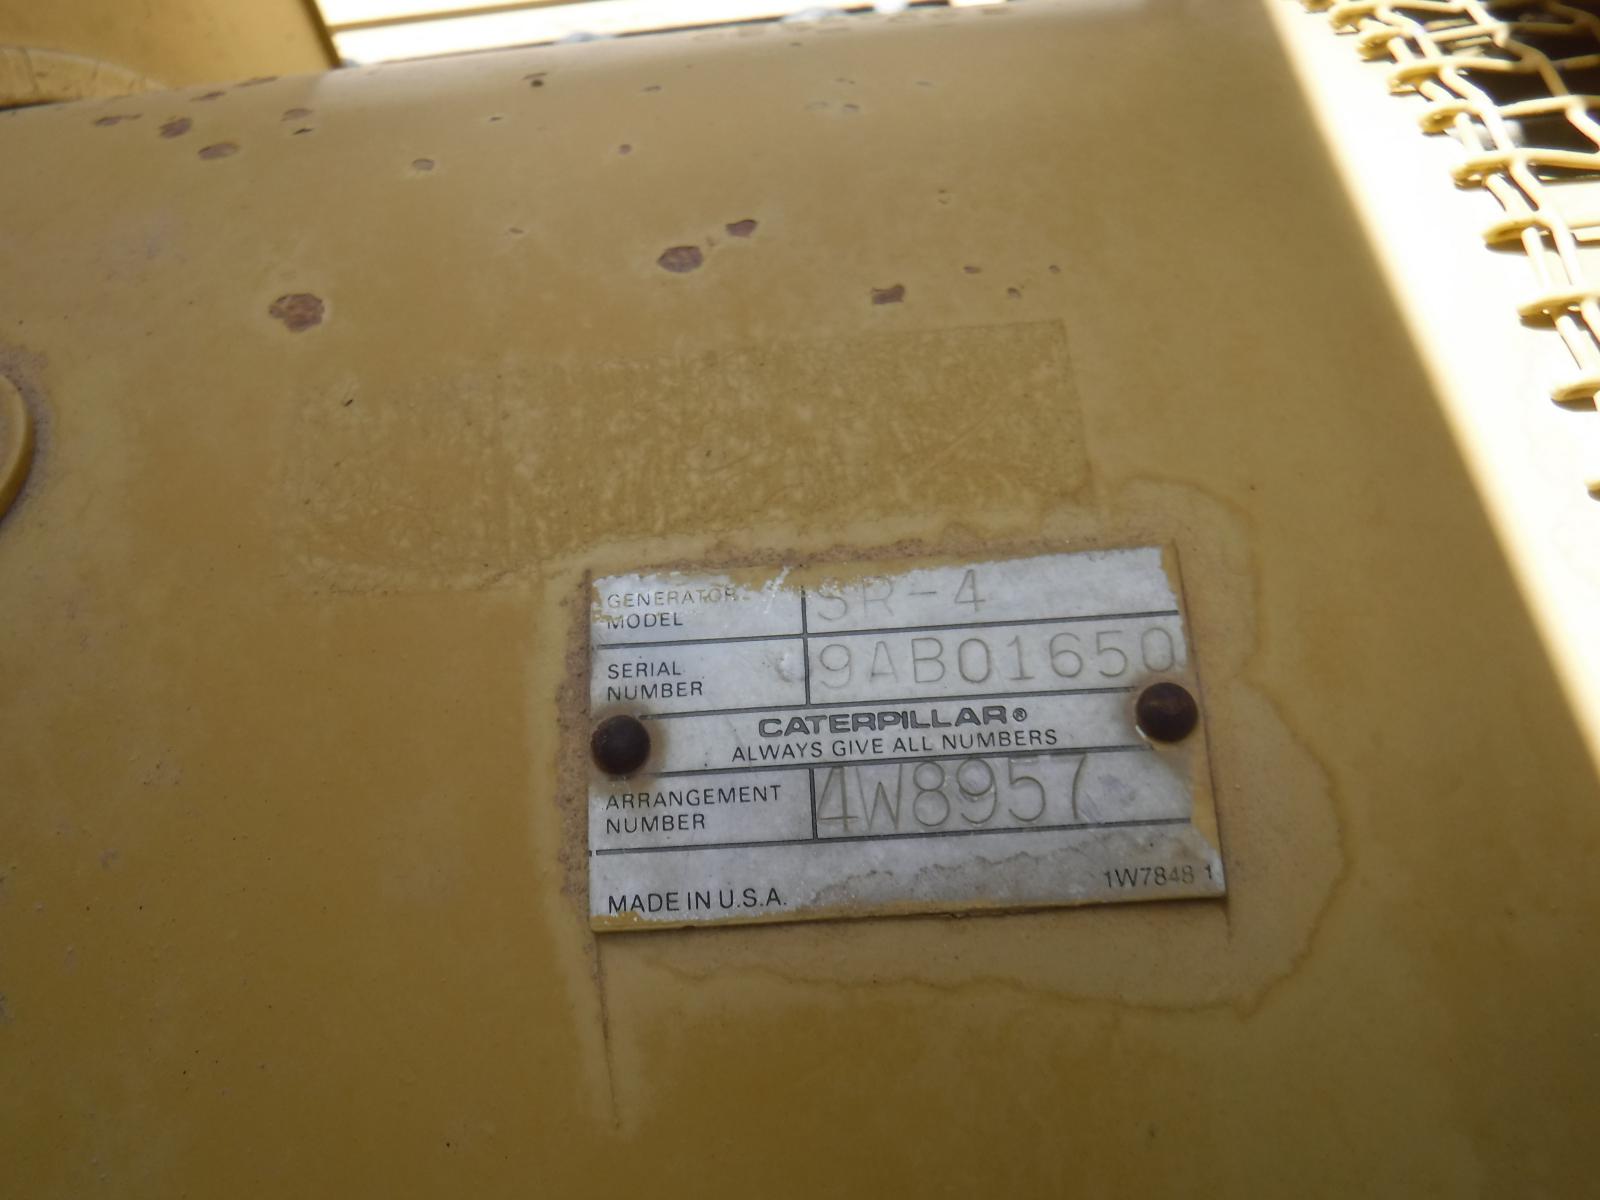 GENERATOR MODEL SR-4
SERIAL NUMBER 9AB01650
CATERPILLAR®
ALWAYS GIVE ALL NUMBERS
ARRANGEMENT NUMBER 4W8957
MADE IN U.S.A. 1W7848 1